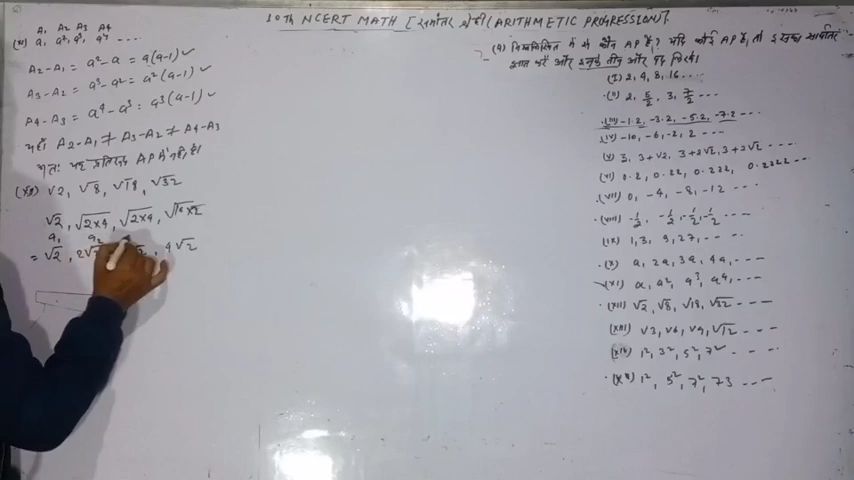 10th NCERT MATH [समांतर श्रेढ़ी (ARITHMETIC PROGRESSION)]
A₁ A₂ A₃ A₄
(xi) a, a², a³, a⁴ ....
A₂-A₁ = a²-a = a(a-1) ✓
A₃-A₂ = a³-a² = a²(a-1) ✓
A₄-A₃ = a⁴-a³ = a³(a-1) ✓
यहाँ A₂-A₁ ≠ A₃-A₂ ≠ A₄-A₃
अतः यह AP नहीं है।
(xii) √2, √8, √18, √32
√2, √2×4, √2×9, √16×2
a₁ a₂
= √2, 2√2, √2, 4√2
(Q) निम्नलिखित में से कौन AP है? यदि कोई AP है, तो इसका सार्वांतर
ज्ञात करें और इनके तीन और पद लिखें।
(i) 2, 4, 8, 16 ....
(ii) 2, 5/2, 3, 7/2 ---
(iii) -1.2, -3.2, -5.2, -7.2 ---
(iv) -10, -6, -2, 2 ---
(v) 3, 3+√2, 3+2√2, 3+3√2 ----
(vi) 0.2, 0.22, 0.222, 0.2222 ---
(vii) 0, -4, -8, -12 ---
(viii) -1/2, -1/2, -1/2, -1/2 ---
(ix) 1, 3, 9, 27, ---
(x) a, 2a, 3a, 4a, ---
(xi) a, a², a³, a⁴, ---
(xii) √2, √8, √18, √32 ---
(xiii) √3, √6, √9, √12 ---
(xiv) 1², 3², 5², 7² ---
(xv) 1², 5², 7², 73 ---